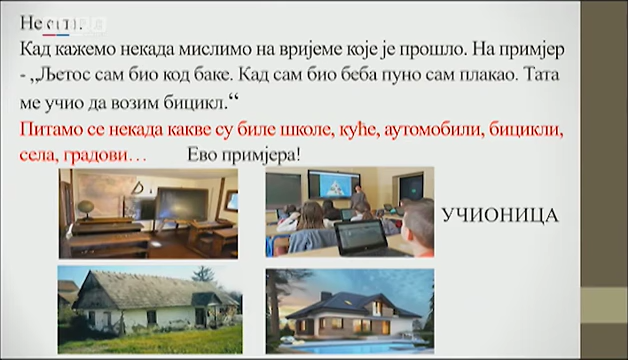 Кад кажемо некада мислимо на вријеме које је прошло. На примјер
- „Љетос сам био код баке. Кад сам био беба пуно сам плакао. Тата
ме учио да возим бицикл.“
Питамо се некада какве су биле школе, куће, аутомобили, бицикли,
села, градови… Ево примјера!
УЧИОНИЦА